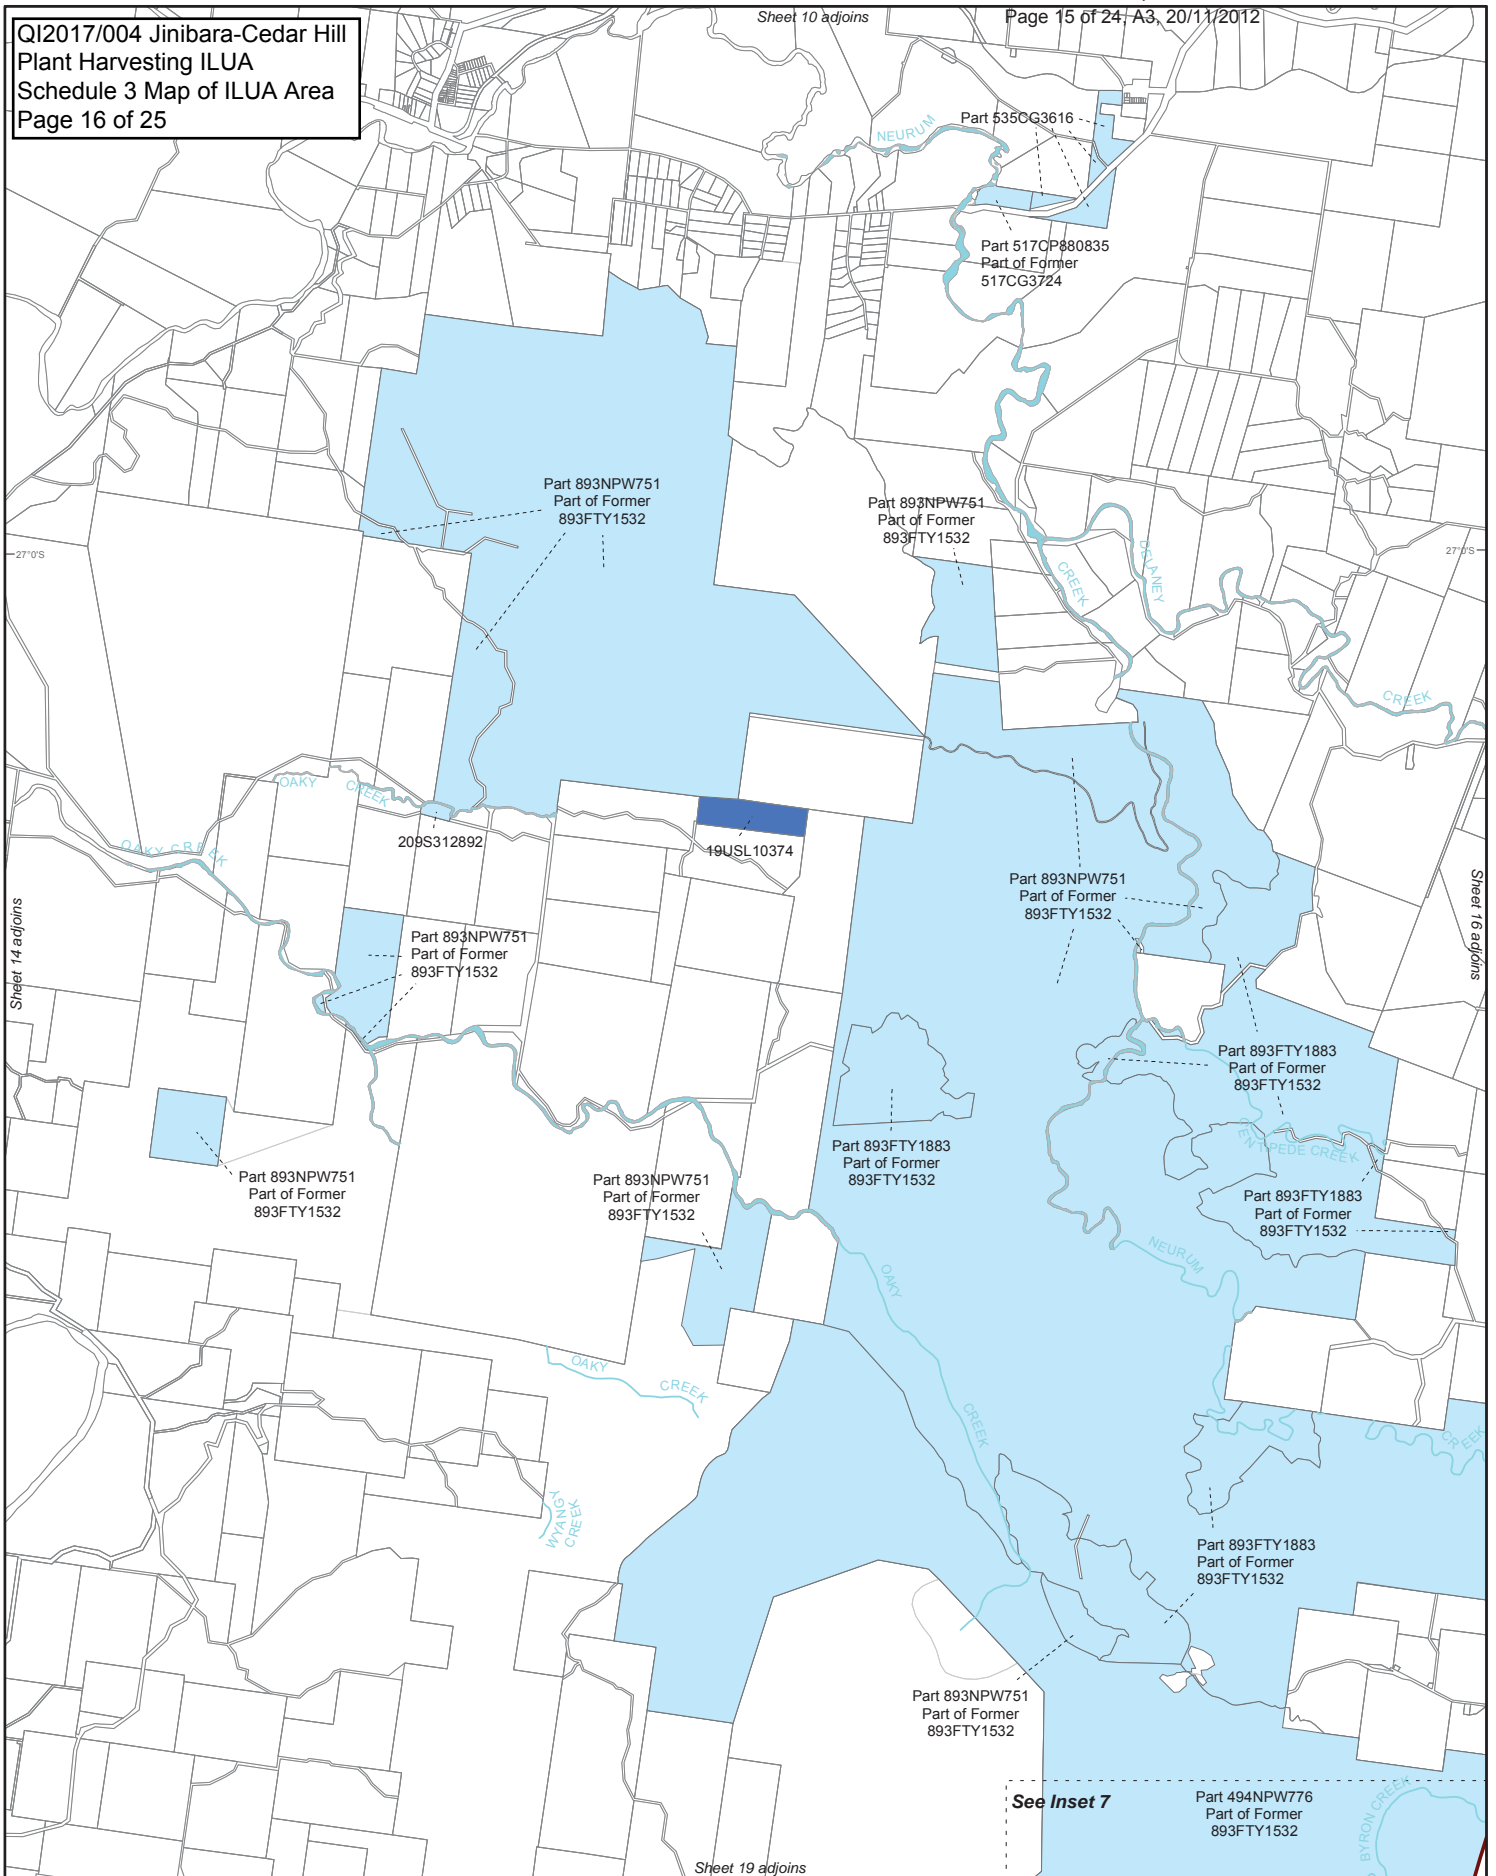 QI2017/004 Jinibara-Cedar Hill
Plant Harvesting ILUA
Schedule 3 Map of ILUA Area
Page 16 of 25
Sheet 10 adjoins
Page 15 of 24, A3, 20/11/2012
NEURUM
Part 535CG3616
Part 517CP880835
Part of Former
517CG3724
Part 893NPW751
Part of Former
893FTY1532
Part 893NPW751
Part of Former
893FTY1532
27°0'S
27°0'S
CREEK
DELANEY
CREEK
OAKY
CREEK
209S312892
19USL10374
OAKY CREEK
Sheet 14 adjoins
Sheet 16 adjoins
Part 893NPW751
Part of Former
893FTY1532
Part 893NPW751
Part of Former
893FTY1532
Part 893FTY1883
Part of Former
893FTY1532
CENTIPEDE CREEK
Part 893FTY1883
Part of Former
893FTY1532
Part 893NPW751
Part of Former
893FTY1532
Part 893NPW751
Part of Former
893FTY1532
Part 893FTY1883
Part of Former
893FTY1532
NEURUM
OAKY
CREEK
OAKY
CREEK
CREEK
WYANGY
CREEK
Part 893FTY1883
Part of Former
893FTY1532
Part 893NPW751
Part of Former
893FTY1532
See Inset 7
Part 494NPW776
Part of Former
893FTY1532
BYRON CREEK
Sheet 19 adjoins